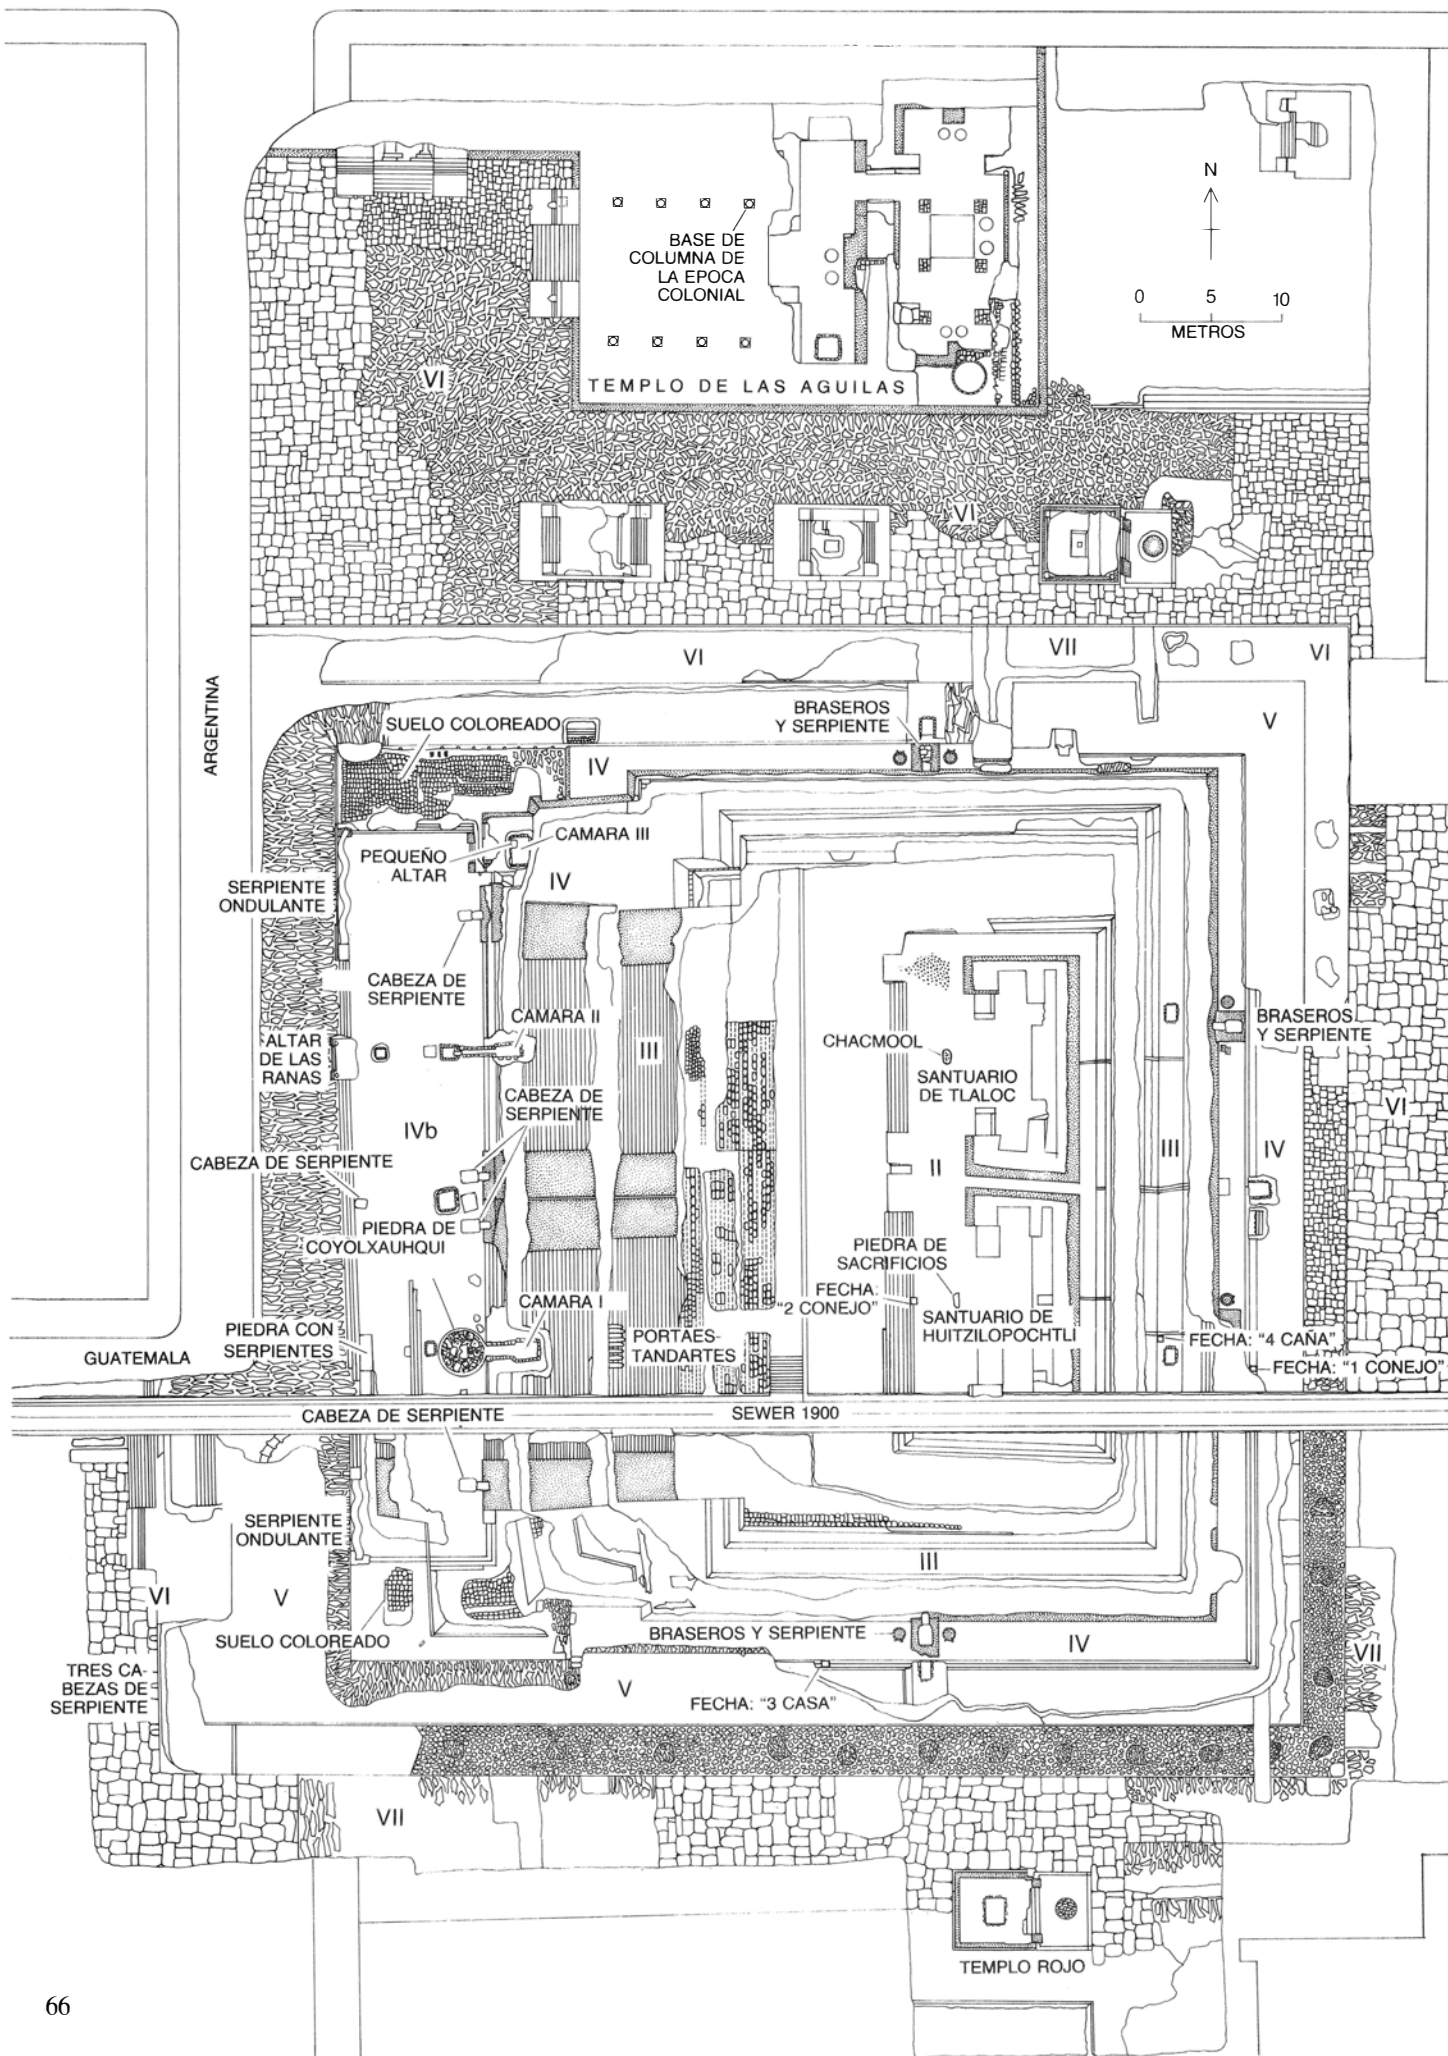 N
BASE DE
COLUMNA DE
LA EPOCA
COLONIAL
0 5 10
METROS
VI
TEMPLO DE LAS AGUILAS
VI
VII
VI
VI
ARGENTINA
SUELO COLOREADO
BRASEROS
Y SERPIENTE
V
IV
CAMARA III
PEQUEÑO
ALTAR
SERPIENTE
ONDULANTE
IV
CABEZA DE
SERPIENTE
CAMARA II
ALTAR
DE LAS
RANAS
III
CHACMOOL
SANTUARIO
DE TLALOC
BRASEROS
Y SERPIENTE
CABEZA DE
SERPIENTE
VI
IVb
III
IV
CABEZA DE SERPIENTE
II
PIEDRA DE
COYOLXAUHQUI
PIEDRA DE
SACRIFICIOS
FECHA:
“2 CONEJO”
CAMARA I
SANTUARIO DE
HUITZILOPOCHTLI
PIEDRA CON
SERPIENTES
PORTAES-
TANDARTES
FECHA: “4 CAÑA”
GUATEMALA
FECHA: “1 CONEJO”
CABEZA DE SERPIENTE
SEWER 1900
SERPIENTE
ONDULANTE
III
VI
V
SUELO COLOREADO
BRASEROS Y SERPIENTE
IV
VII
TRES CA-
BEZAS DE
SERPIENTE
V
FECHA: “3 CASA”
VII
TEMPLO ROJO
66